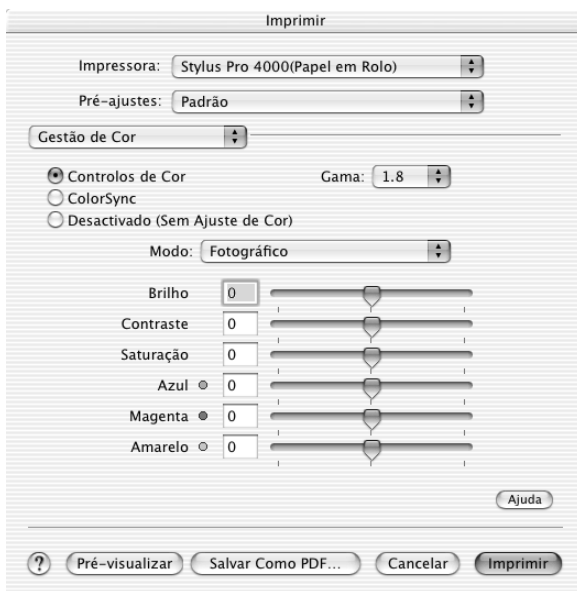 Imprimir
Impressora: Stylus Pro 4000(Papel em Rolo)
Pré-ajustes: Padrão
Gestão de Cor
Controlos de Cor Gama: 1.8
ColorSync
Desactivado (Sem Ajuste de Cor)
Modo: Fotográfico
Brilho 0
Contraste 0
Saturação 0
Azul 0
Magenta 0
Amarelo 0
Ajuda
? Pré-visualizar Salvar Como PDF... Cancelar Imprimir